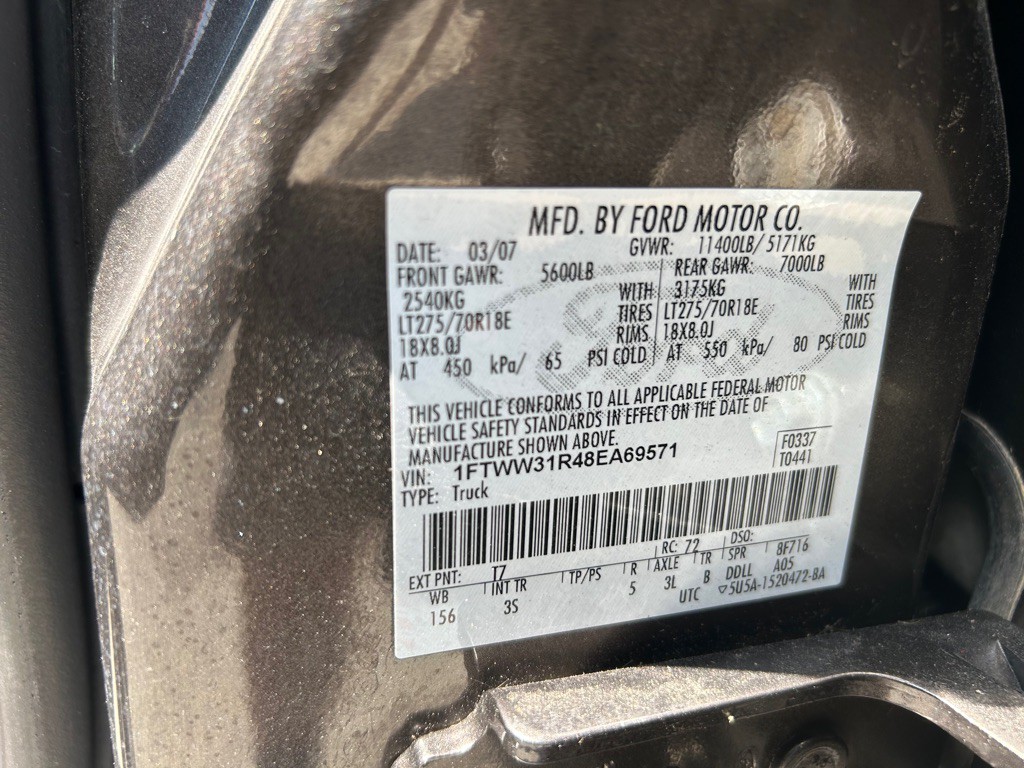 MFD. BY FORD MOTOR CO.
DATE: 03/07 GVWR: 11400LB/ 5171KG
FRONT GAWR: 5600LB REAR GAWR: 7000LB
2540KG WITH 3175KG WITH
LT275/70R18E TIRES LT275/70R18E TIRES
18X8.0J RIMS 18X8.0J RIMS
AT 450 kPa/ 65 PSI COLD AT 550 kPa/ 80 PSI COLD
Ford
THIS VEHICLE CONFORMS TO ALL APPLICABLE FEDERAL MOTOR
VEHICLE SAFETY STANDARDS IN EFFECT ON THE DATE OF
MANUFACTURE SHOWN ABOVE.
VIN: 1FTWW31R48EA69571 F0337
TYPE: Truck T0441
EXT PNT: T7 RC: 72 DSO:
WB INT TR TP/PS R AXLE TR SPR 8F716
156 3S 5 3L B DDLL A05
UTC ▽5U5A-1520472-BA